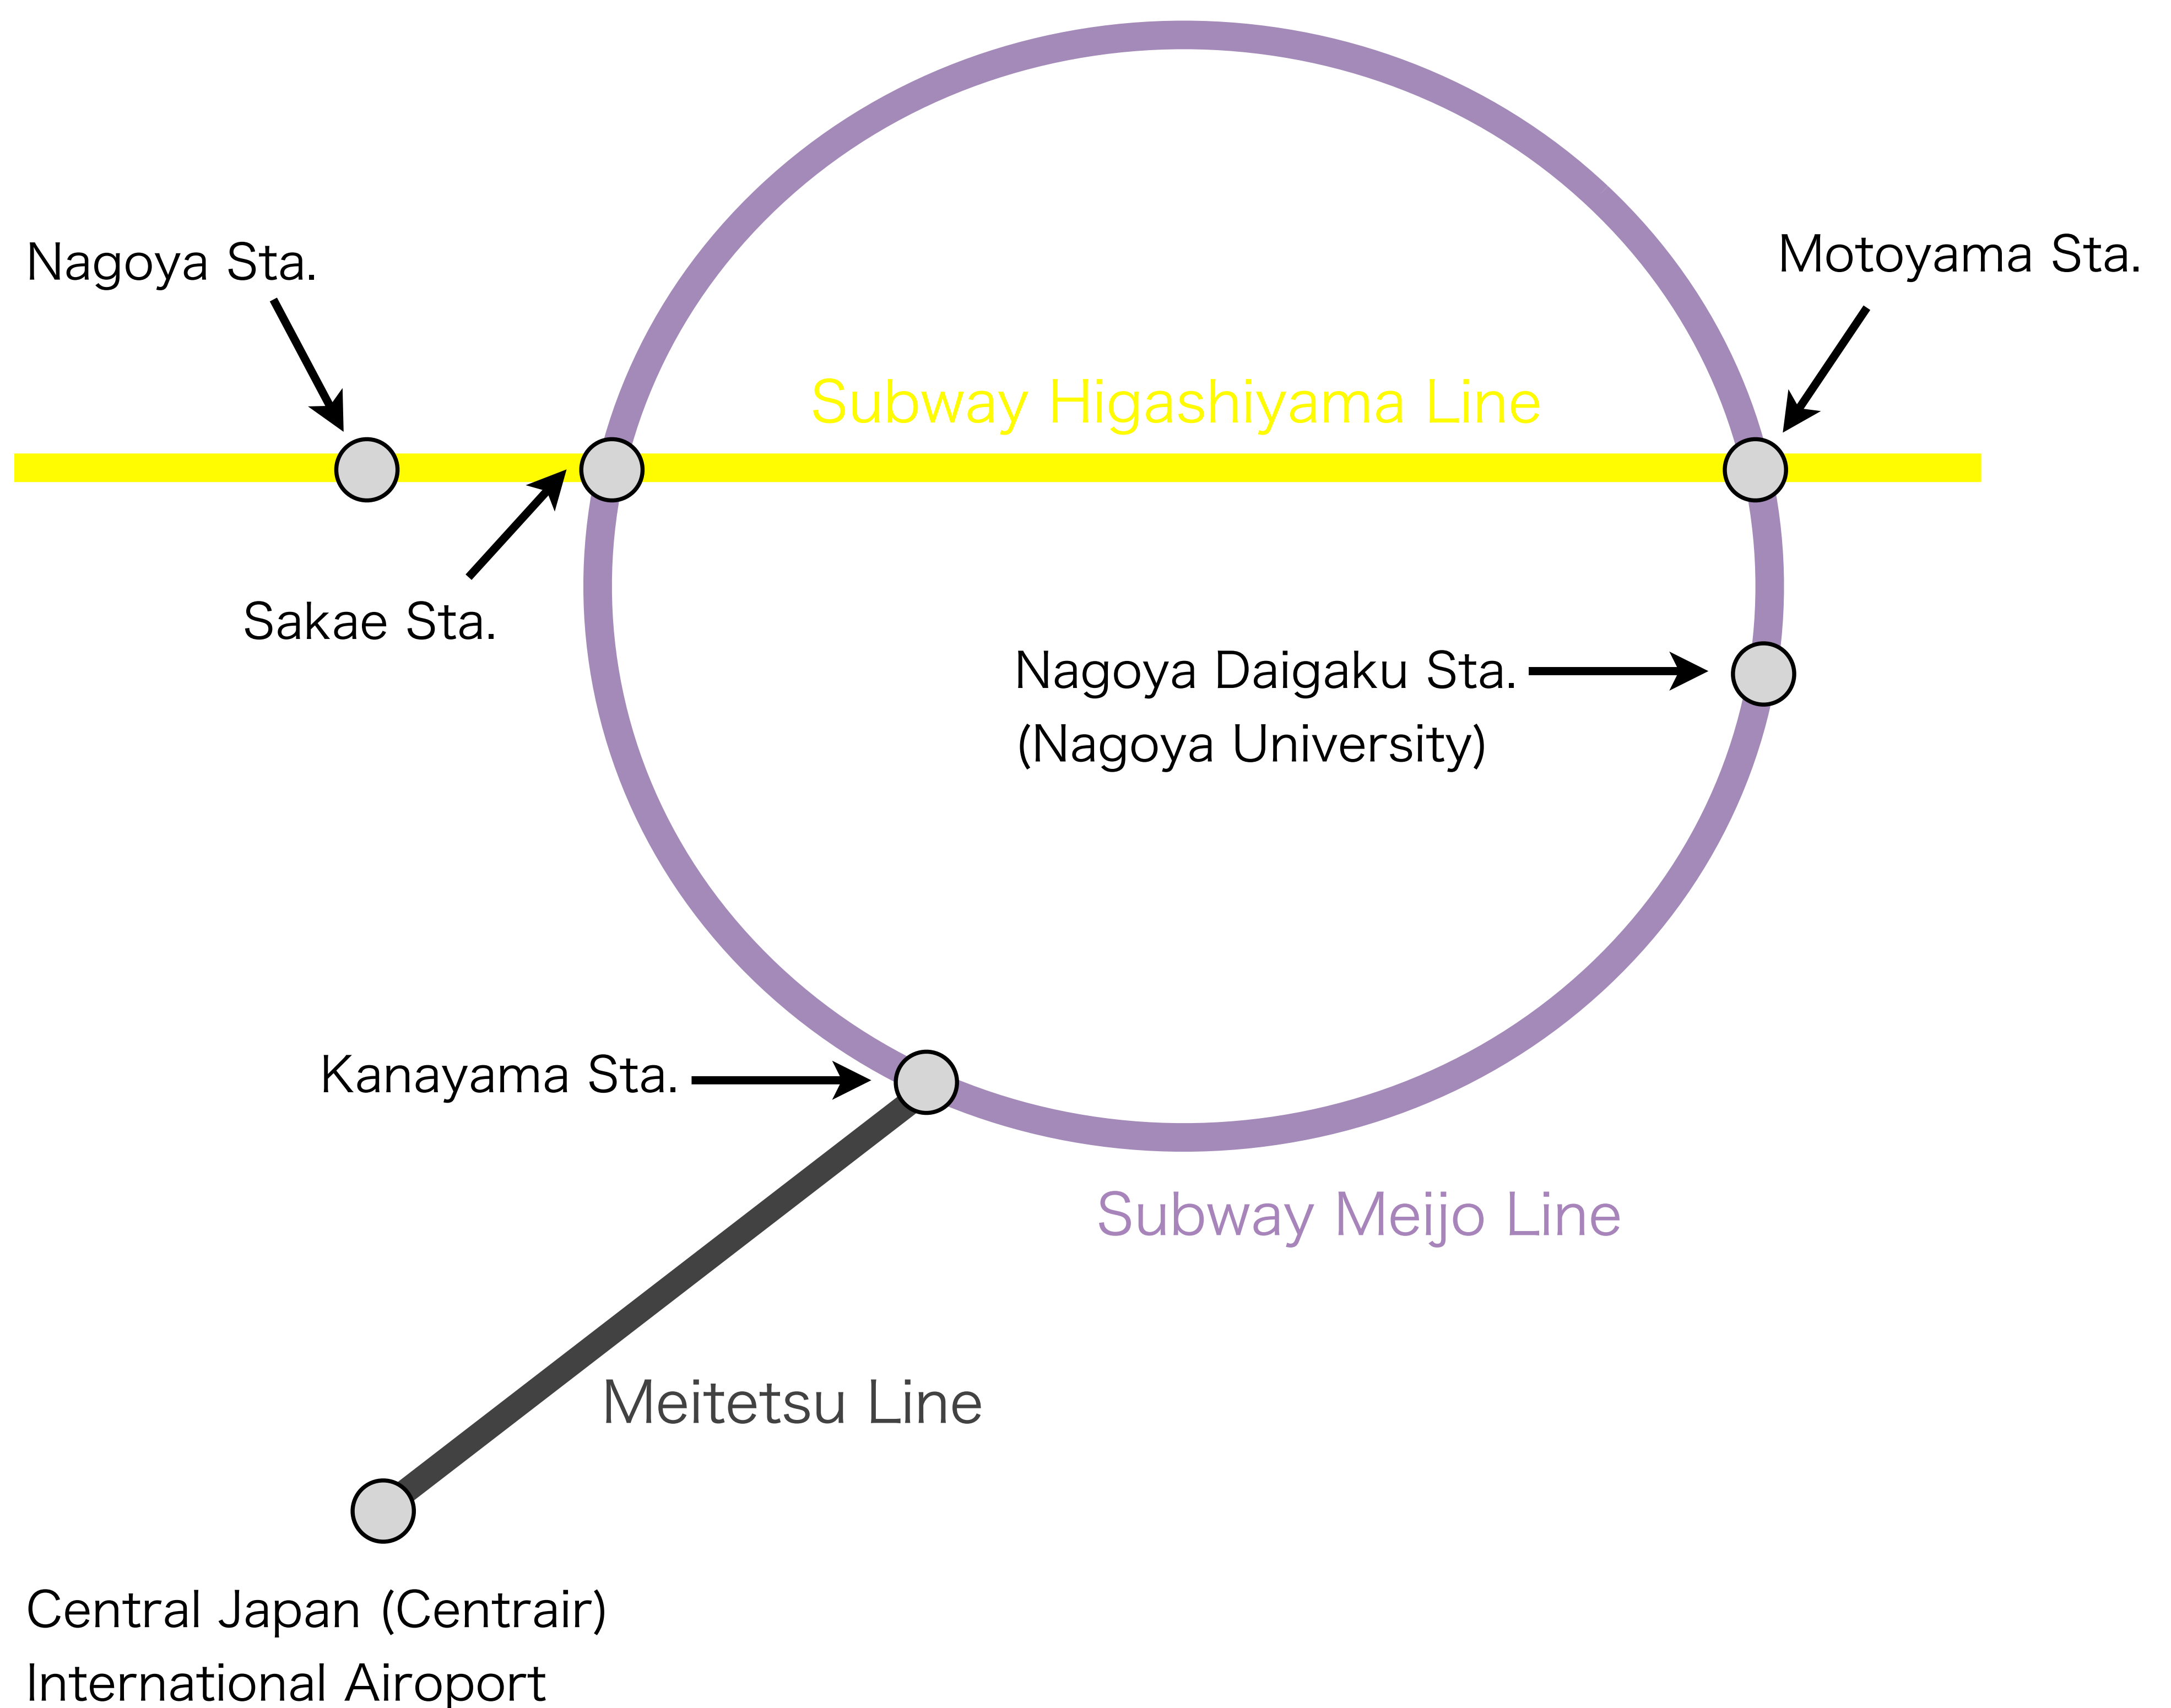 Nagoya Sta.
Motoyama Sta.
Subway Higashiyama Line
Sakae Sta.
Nagoya Daigaku Sta.
(Nagoya University)
Kanayama Sta.
Subway Meijo Line
Meitetsu Line
Central Japan (Centrair)
International Airoport